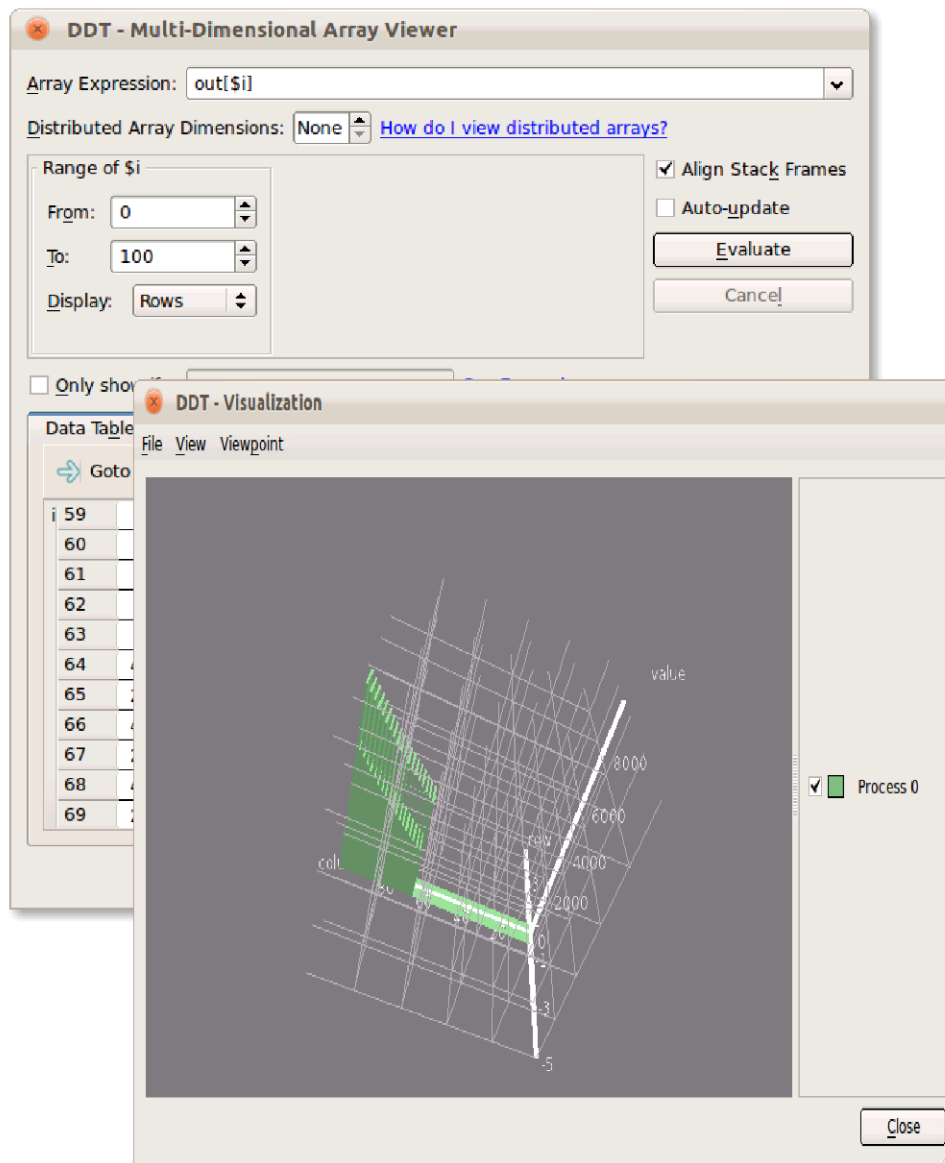 DDT - Multi-Dimensional Array Viewer
Array Expression: out[$i]
Distributed Array Dimensions: None How do I view distributed arrays?
Range of $i
From: 0
To: 100
Display: Rows
Align Stack Frames
Auto-update
Evaluate
Cancel
Only show
Data Table
Goto
i 59
60
61
62
63
64
65
66
67
68
69
DDT - Visualization
File View Viewpoint
value
8000
6000
row
4000
2000
0
-3
-5
Process 0
Close